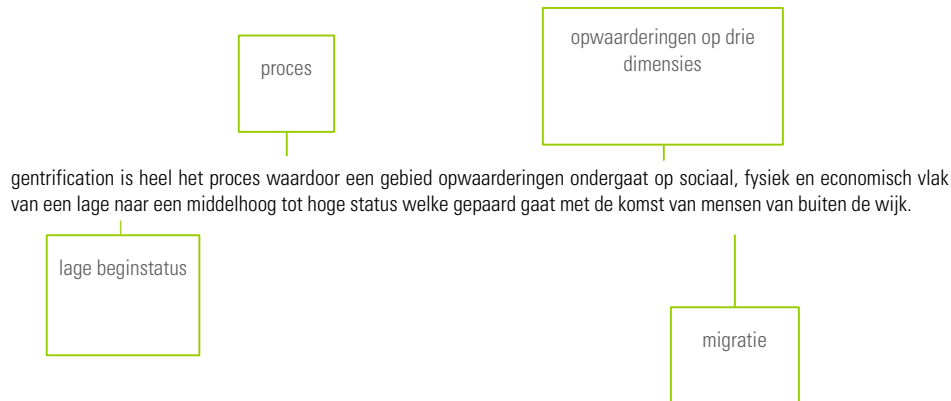 opwaarderingen op drie
dimensies
proces
gentrification is heel het proces waardoor een gebied opwaarderingen ondergaat op sociaal, fysiek en economisch vlak
van een lage naar een middelhoog tot hoge status welke gepaard gaat met de komst van mensen van buiten de wijk.
lage beginstatus
migratie